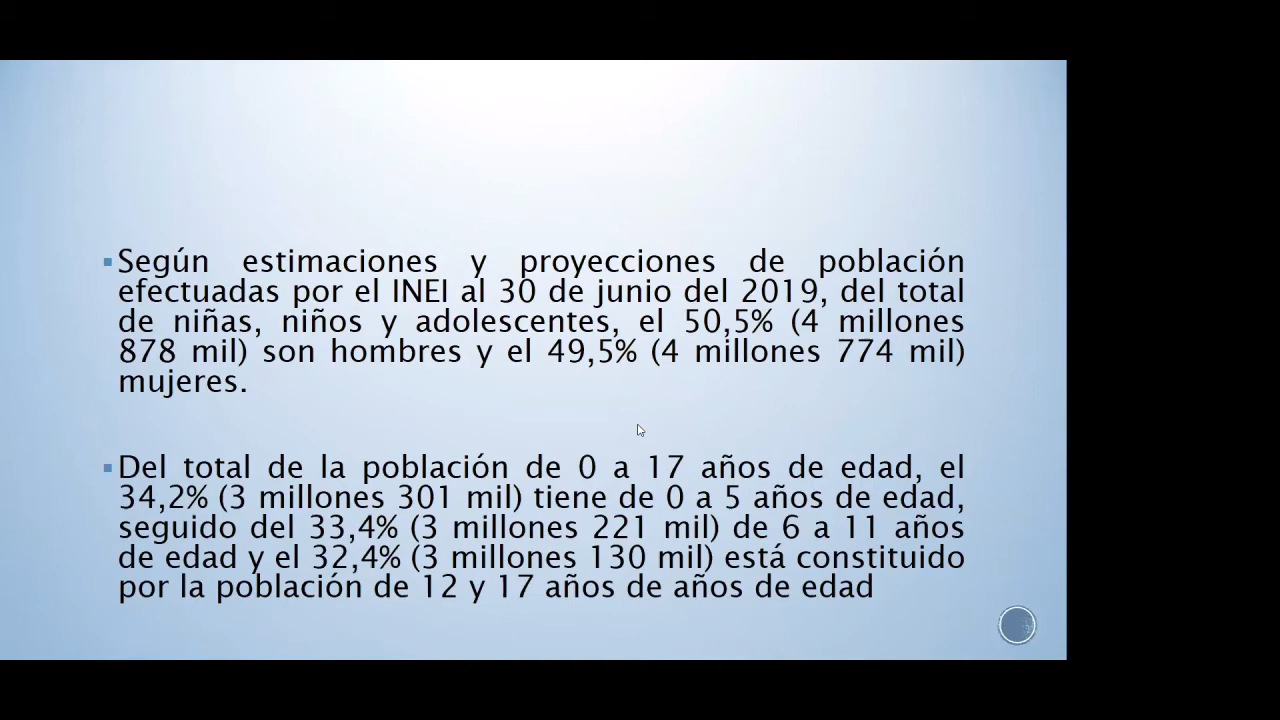 Según estimaciones y proyecciones de población
efectuadas por el INEI al 30 de junio del 2019, del total
de niñas, niños y adolescentes, el 50,5% (4 millones
878 mil) son hombres y el 49,5% (4 millones 774 mil)
mujeres.
Del total de la población de 0 a 17 años de edad, el
34,2% (3 millones 301 mil) tiene de 0 a 5 años de edad,
seguido del 33,4% (3 millones 221 mil) de 6 a 11 años
de edad y el 32,4% (3 millones 130 mil) está constituido
por la población de 12 y 17 años de años de edad